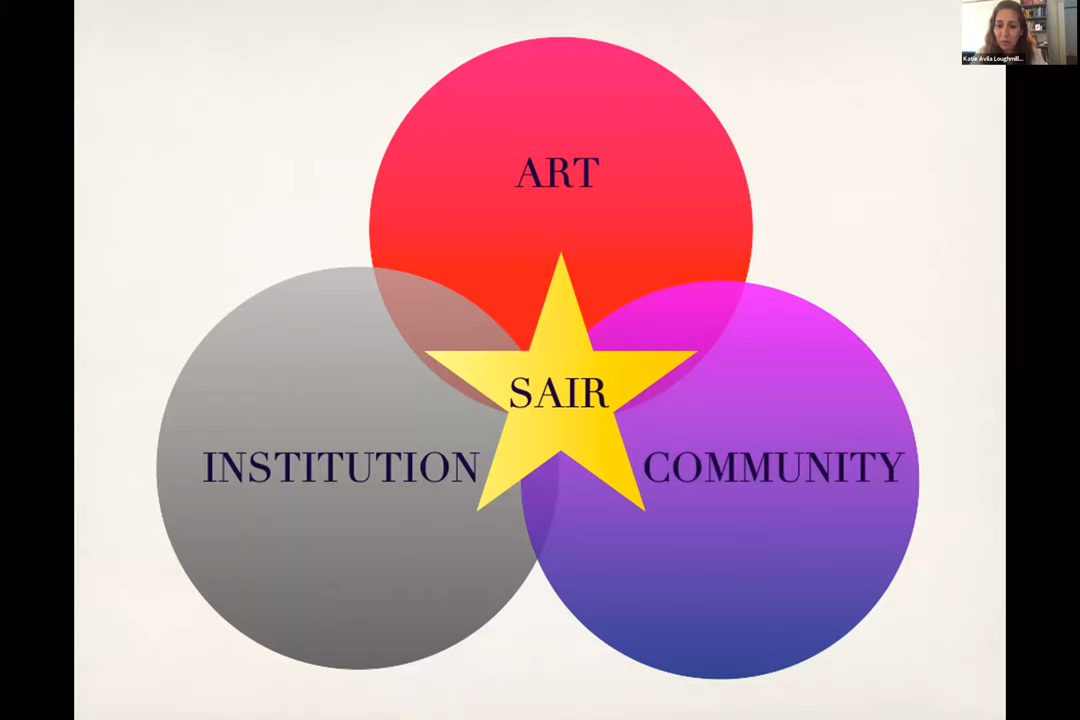 Katie Avila Loughmill...
ART
SAIR
INSTITUTION
COMMUNITY